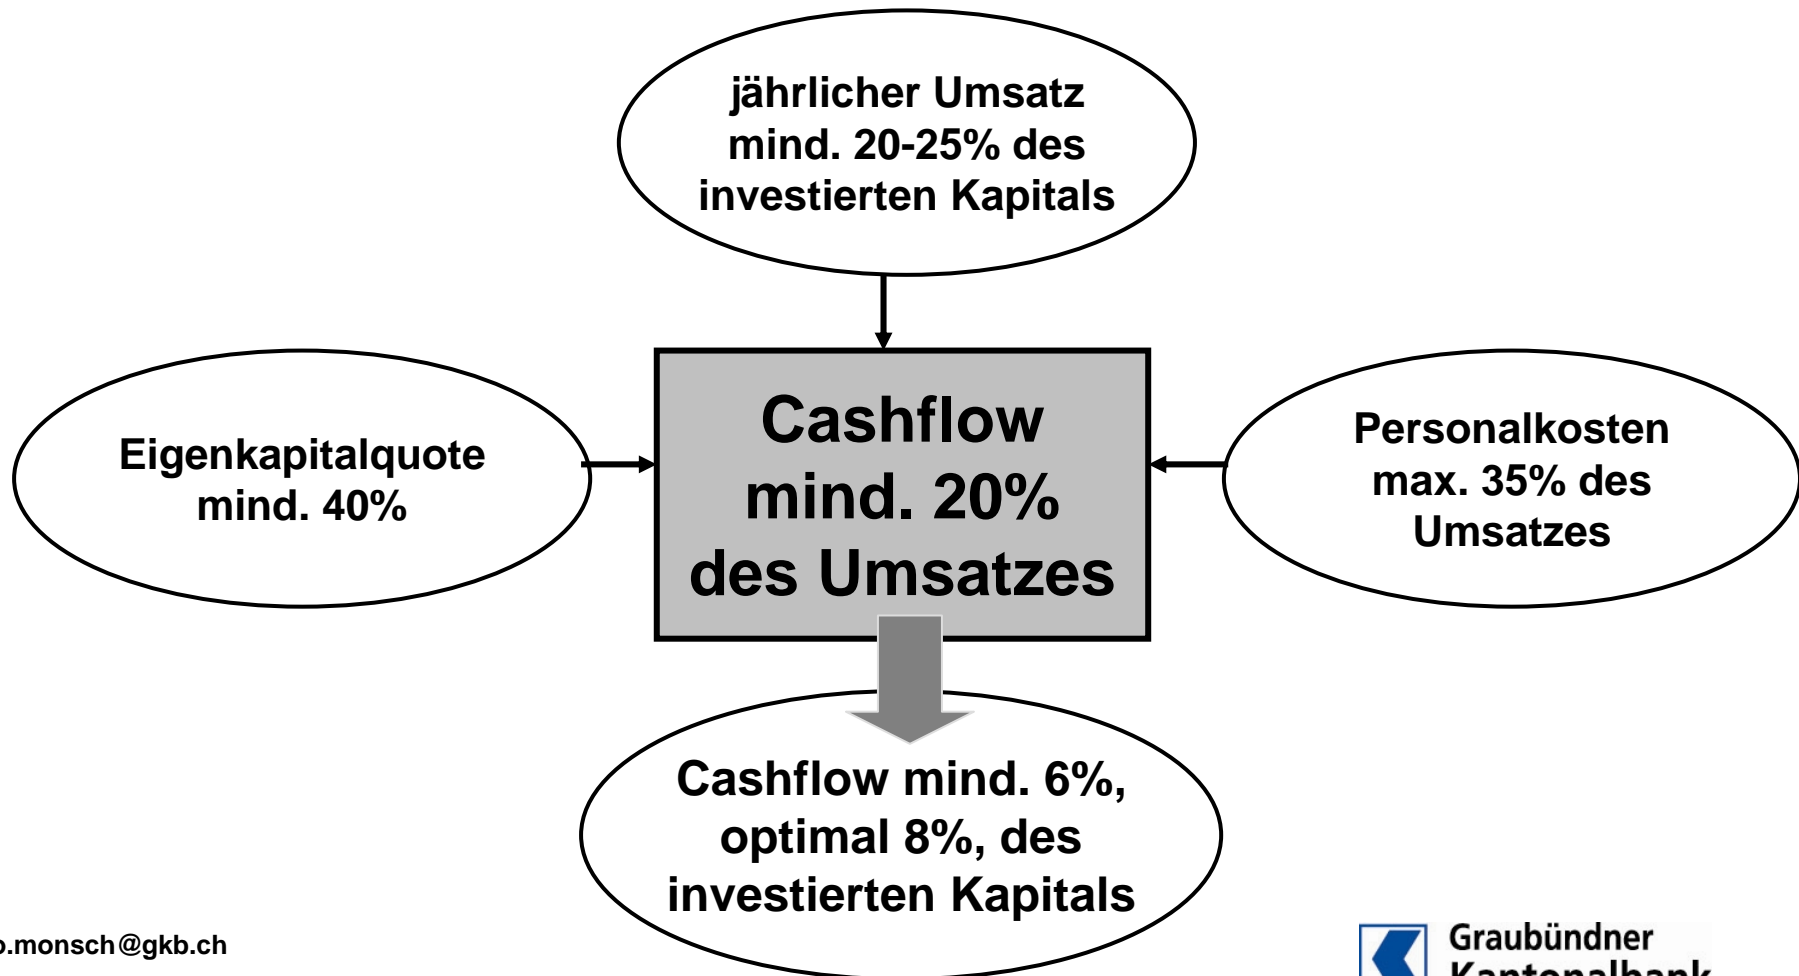 jährlicher Umsatz
mind. 20-25% des
investierten Kapitals
Eigenkapitalquote
mind. 40%
Cashflow
mind. 20%
des Umsatzes
Personalkosten
max. 35% des
Umsatzes
Cashflow mind. 6%,
optimal 8%, des
investierten Kapitals
o.monsch@gkb.ch
Graubündner
Kantonalbank